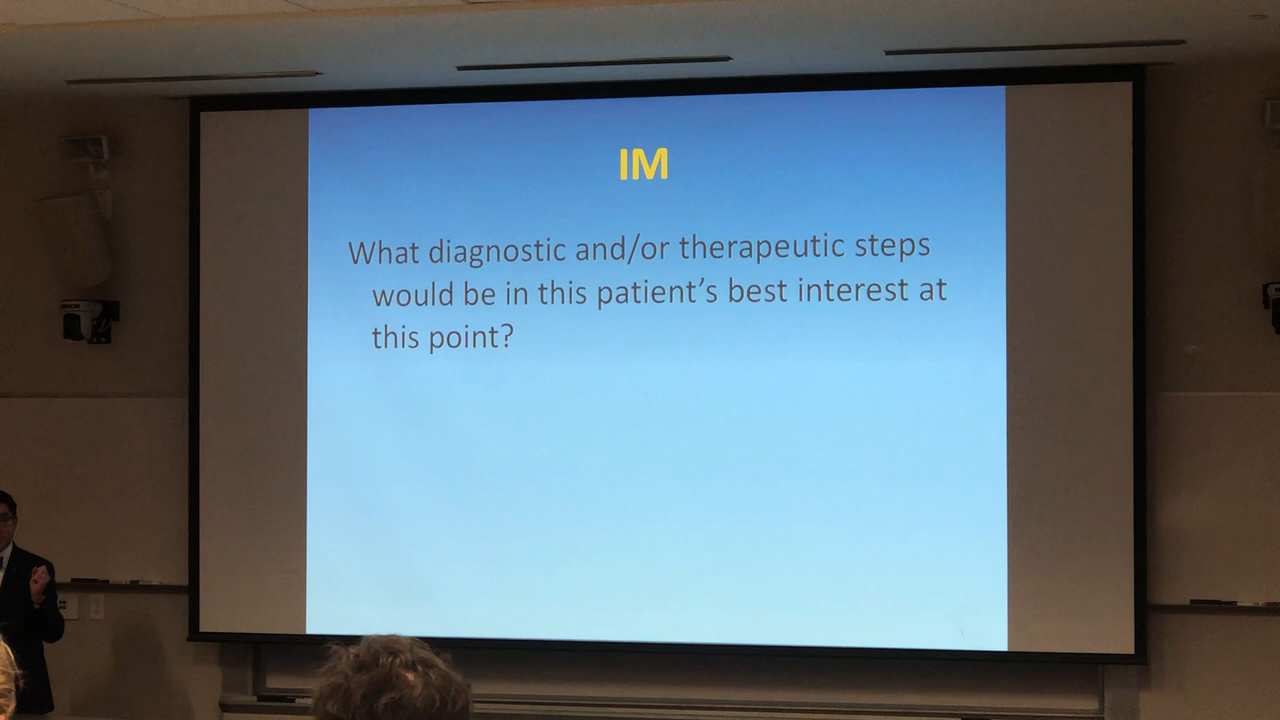 IM
What diagnostic and/or therapeutic steps
would be in this patient’s best interest at
this point?